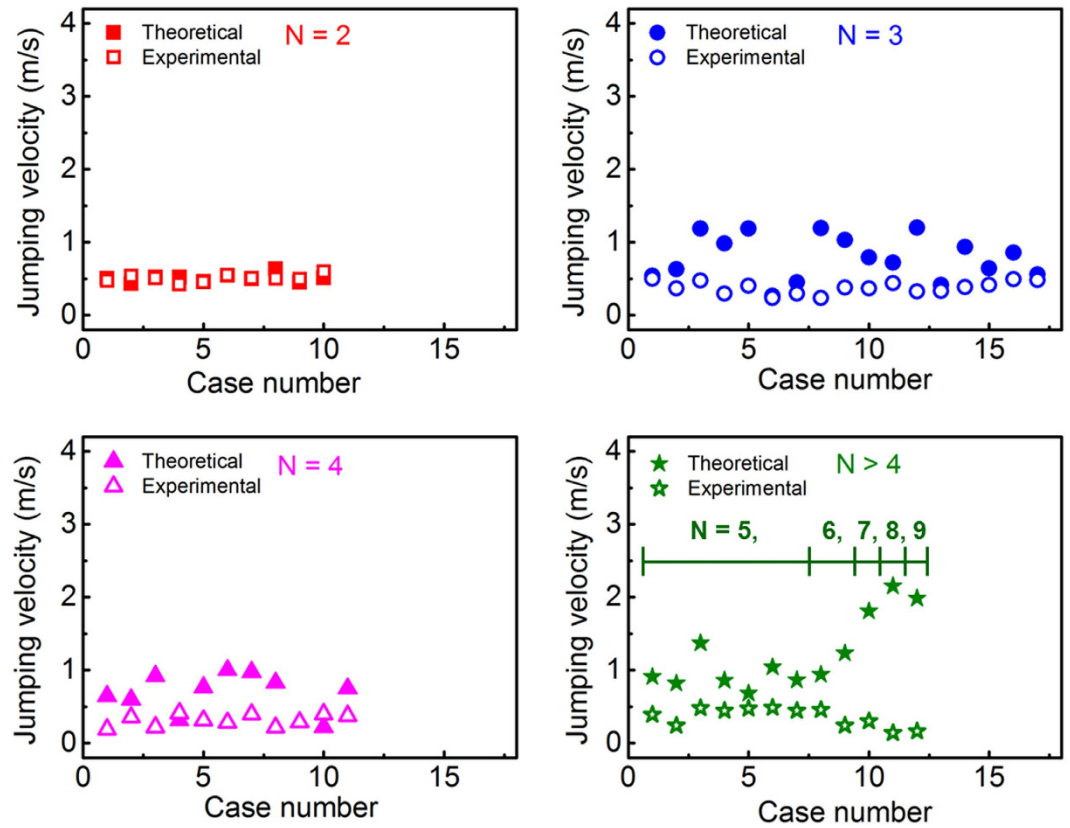 Theoretical
Experimental
N = 2
Jumping velocity (m/s)
4
3
2
1
0
0 5 10 15
Case number
Theoretical
Experimental
N = 3
Jumping velocity (m/s)
4
3
2
1
0
0 5 10 15
Case number
Theoretical
Experimental
N = 4
Jumping velocity (m/s)
4
3
2
1
0
0 5 10 15
Case number
Theoretical
Experimental
N > 4
N = 5, 6, 7, 8, 9
Jumping velocity (m/s)
4
3
2
1
0
0 5 10 15
Case number